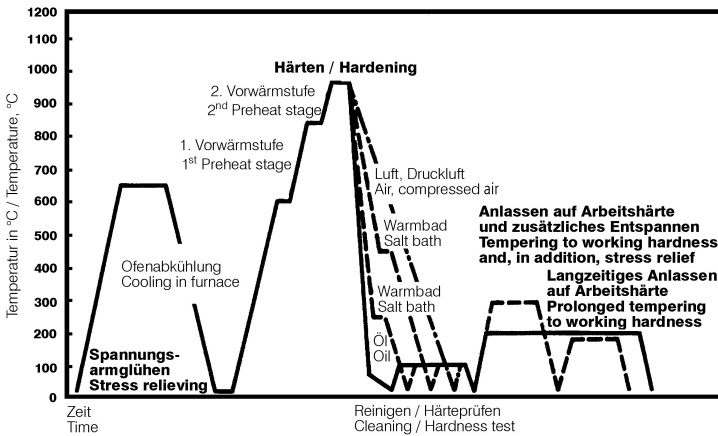 1200
1100
1000
900
800
700
600
500
400
300
200
100
0
Temperatur in °C / Temperature, °C
Härten / Hardening
2. Vorwärmstufe
2nd Preheat stage
1. Vorwärmstufe
1st Preheat stage
Luft, Druckluft
Air, compressed air
Warmbad
Salt bath
Warmbad
Salt bath
Öl
Oil
Ofenabkühlung
Cooling in furnace
Spannungs-
armglühen
Stress relieving
Anlassen auf Arbeitshärte
und zusätzliches Entspannen
Tempering to working hardness
and, in addition, stress relief
Langzeitiges Anlassen
auf Arbeitshärte
Prolonged tempering
to working hardness
Zeit
Time
Reinigen / Härteprüfen
Cleaning / Hardness test